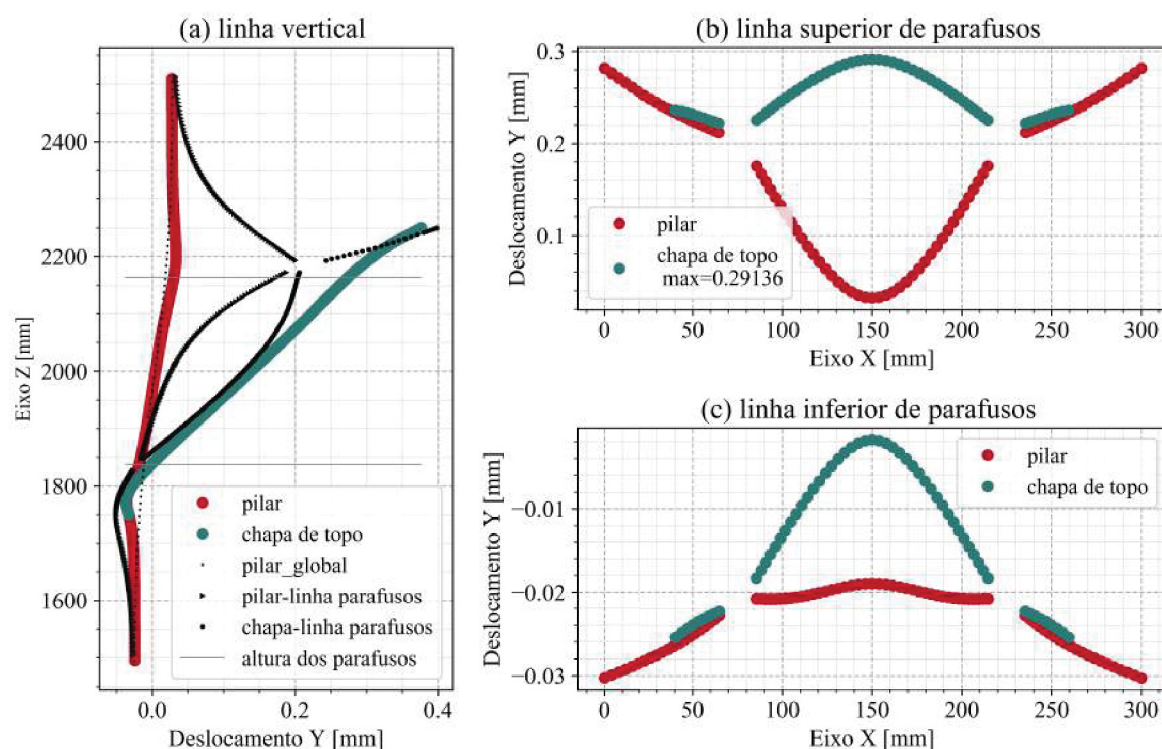 (a) linha vertical
Eixo Z [mm]
2400
2200
2000
1800
1600
pilar
chapa de topo
pilar_global
pilar-linha parafusos
chapa-linha parafusos
altura dos parafusos
0.0
0.2
0.4
Deslocamento Y [mm]
(b) linha superior de parafusos
Deslocamento Y [mm]
0.3
0.2
0.1
pilar
chapa de topo
max=0.29136
0
50
100
150
200
250
300
Eixo X [mm]
(c) linha inferior de parafusos
Deslocamento Y [mm]
−0.01
−0.02
−0.03
pilar
chapa de topo
0
50
100
150
200
250
300
Eixo X [mm]